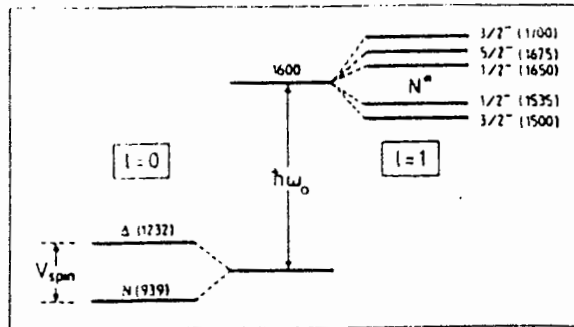 3/2⁻ (1700)
5/2⁻ (1675)
1/2⁻ (1650)
N*
1/2⁻ (1535)
3/2⁻ (1500)
1600
l = 0
l = 1
ħω₀
Δ (1232)
V spin
N (939)